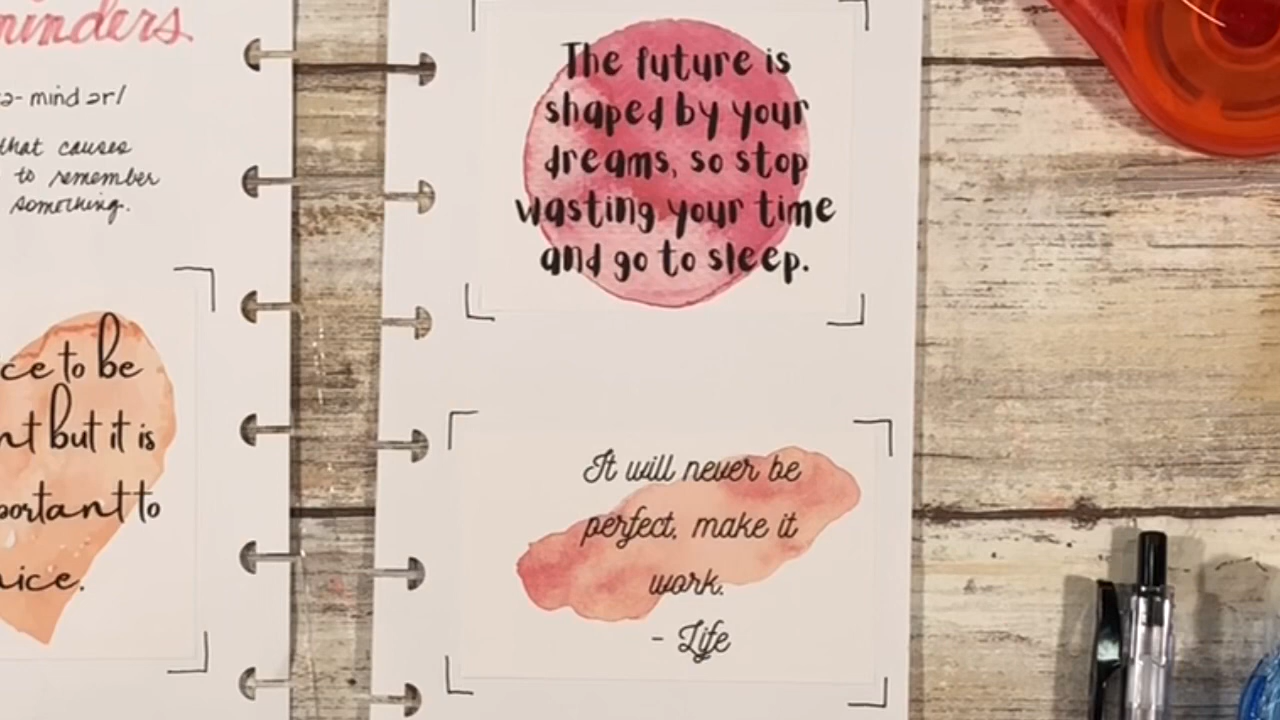 minders
ə- mind ər/
that causes
to remember
something.
ce to be
nt but it is
portant to
nice.
The future is
shaped by your
dreams, so stop
wasting your time
and go to sleep.
It will never be
perfect, make it
work.
- Life